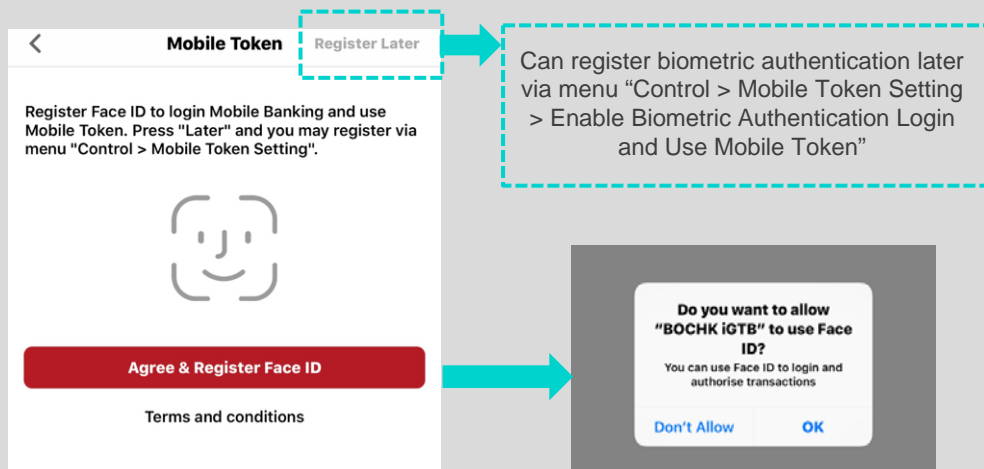 Mobile Token
Register Later
Register Face ID to login Mobile Banking and use
Mobile Token. Press "Later" and you may register via
menu "Control > Mobile Token Setting".
Agree & Register Face ID
Terms and conditions
Can register biometric authentication later
via menu “Control > Mobile Token Setting
> Enable Biometric Authentication Login
and Use Mobile Token”
Do you want to allow
“BOCHK iGTB” to use Face
ID?
You can use Face ID to login and
authorise transactions
Don't Allow
OK